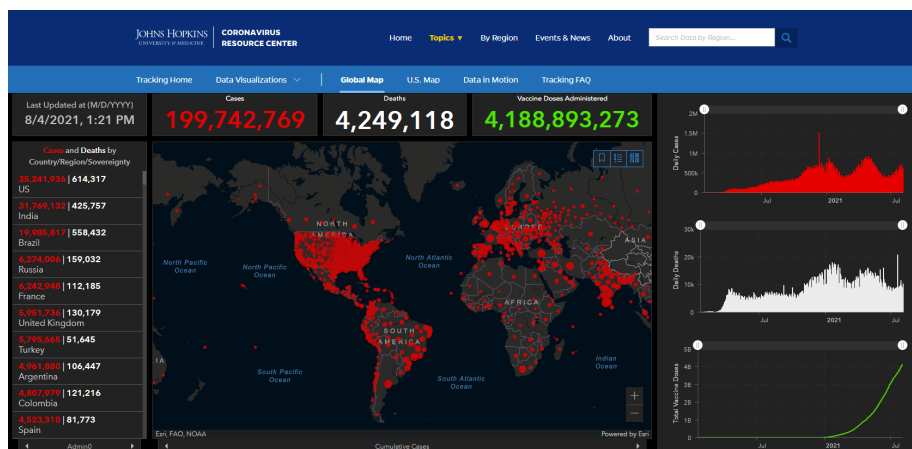 JOHNS HOPKINS
UNIVERSITY & MEDICINE
CORONAVIRUS
RESOURCE CENTER
Home
Topics ▾
By Region
Events & News
About
Search Data by Region...
Tracking Home
Data Visualizations
Global Map
U.S. Map
Data in Motion
Tracking FAQ
Last Updated at (M/D/YYYY)
8/4/2021, 1:21 PM
Cases
199,742,769
Deaths
4,249,118
Vaccine Doses Administered
4,188,893,273
Cases and Deaths by
Country/Region/Sovereignty
35,241,936 | 614,317
US
31,769,132 | 425,757
India
19,985,817 | 558,432
Brazil
6,274,006 | 159,032
Russia
6,242,948 | 112,185
France
5,951,736 | 130,179
United Kingdom
5,795,665 | 51,645
Turkey
4,961,880 | 106,447
Argentina
4,807,979 | 121,216
Colombia
4,523,310 | 81,773
Spain
Admin0
NORTH
AMERICA
EUROPE
ASIA
North Pacific
Ocean
North Pacific
Ocean
North Atlantic
Ocean
AFRICA
SOUTH
AMERICA
IA
Indian
Ocean
South Pacific
Ocean
South Atlantic
Ocean
+
−
Esri, FAO, NOAA
Powered by Esri
Cumulative Cases
Daily Cases
2M
1.5M
1M
500k
0
Jul
2021
Jul
Daily Deaths
30k
20k
10k
0
Jul
2021
Jul
Total Vaccine Doses
5B
4B
3B
2B
1B
0
Jul
2021
Jul